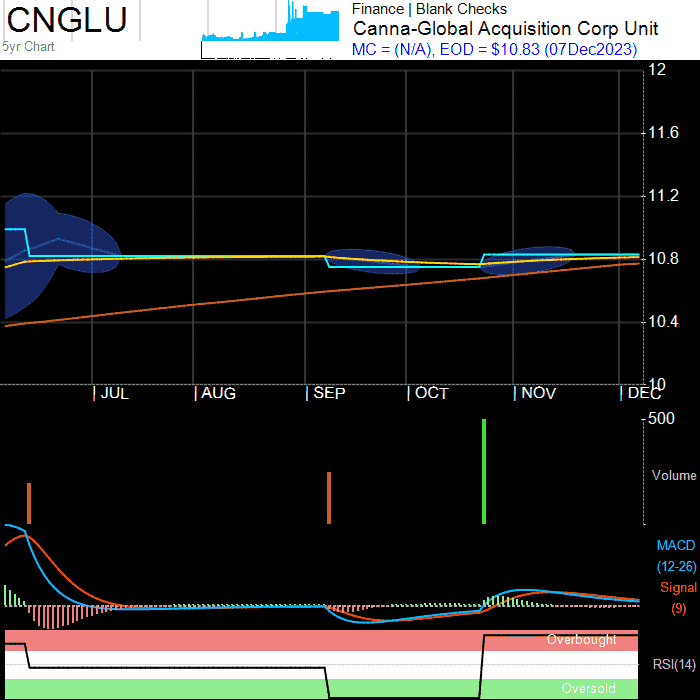 CNGLU
5yr Chart
Finance | Blank Checks
Canna-Global Acquisition Corp Unit
MC = (N/A), EOD = $10.83 (07Dec2023)
12
11.6
11.2
10.8
10.4
10
| JUL | AUG | SEP | OCT | NOV | DEC
500
Volume
MACD
(12-26)
Signal
(9)
Overbought
RSI(14)
Oversold